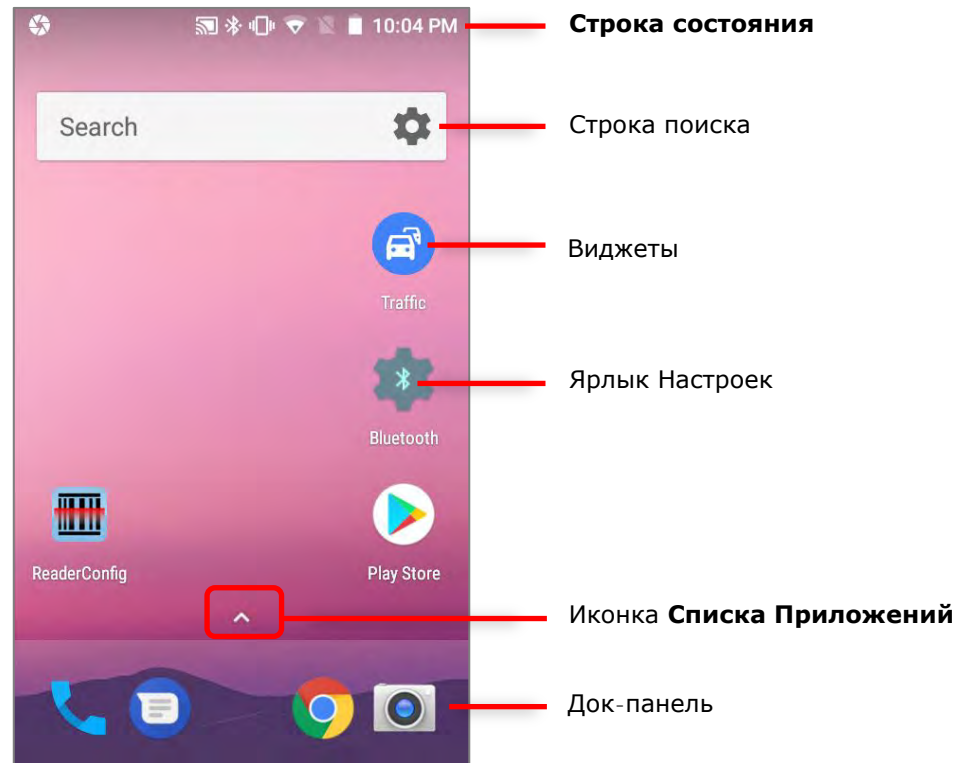 10:04 PM
Строка состояния
Search
Строка поиска
Виджеты
Traffic
Ярлык Настроек
Bluetooth
ReaderConfig
Play Store
Иконка Списка Приложений
Док-панель